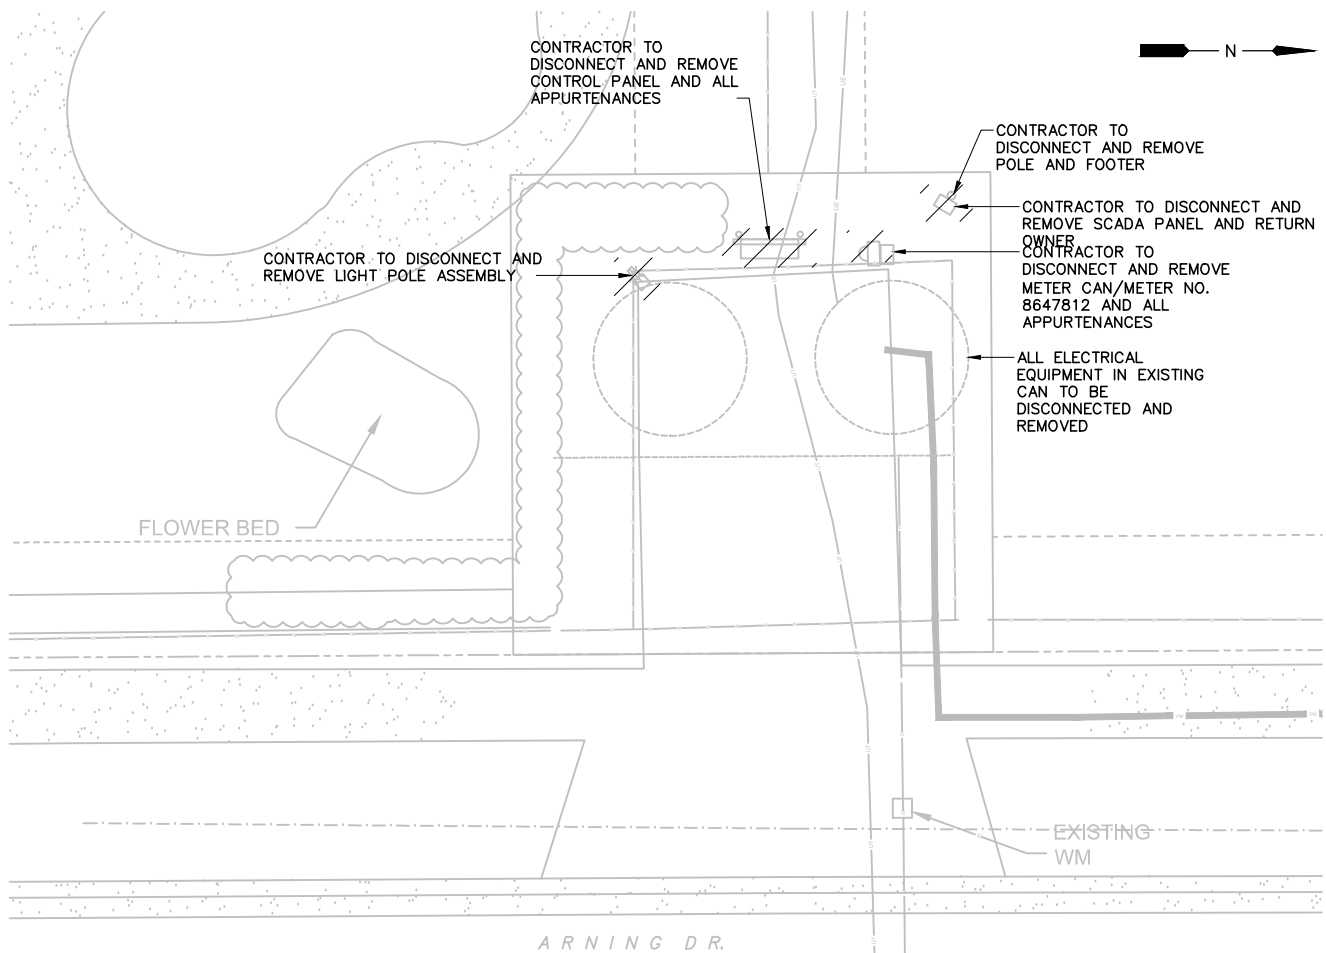 CONTRACTOR TO
DISCONNECT AND REMOVE
CONTROL PANEL AND ALL
APPURTENANCES
N
CONTRACTOR TO
DISCONNECT AND REMOVE
POLE AND FOOTER
CONTRACTOR TO DISCONNECT AND
REMOVE SCADA PANEL AND RETURN
OWNER
CONTRACTOR TO
DISCONNECT AND REMOVE
METER CAN/METER NO.
8647812 AND ALL
APPURTENANCES
CONTRACTOR TO DISCONNECT AND
REMOVE LIGHT POLE ASSEMBLY
ALL ELECTRICAL
EQUIPMENT IN EXISTING
CAN TO BE
DISCONNECTED AND
REMOVED
FLOWER BED
EXISTING
WM
ARNING DR.